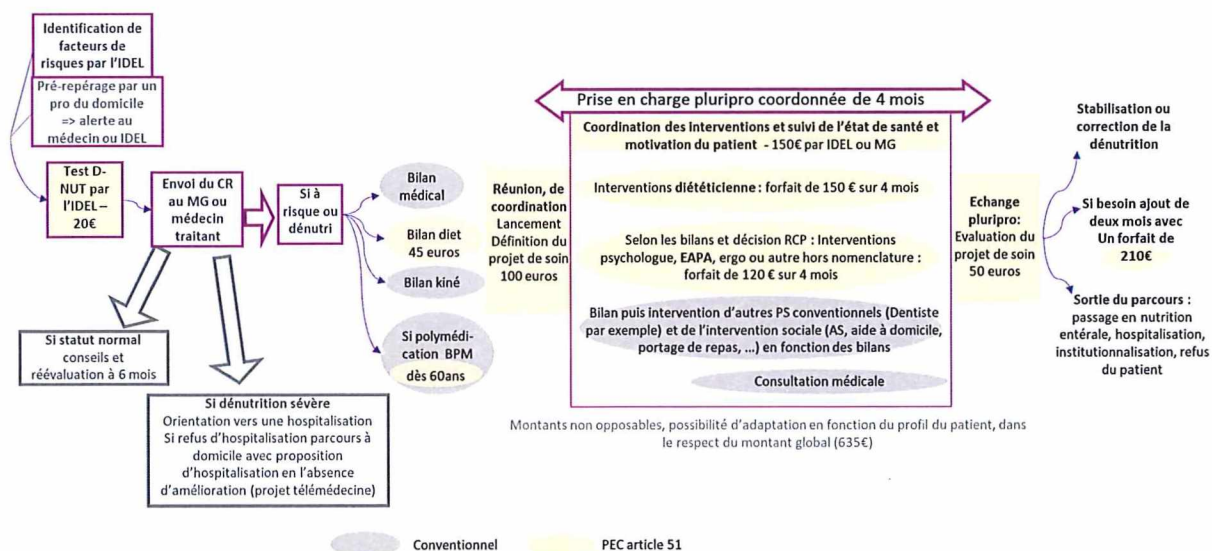 Identification de
facteurs de
risques par l'IDEL
Pré-repérage par un
pro du domicile
=> alerte au
médecin ou IDEL
Test D-
NUT par
l'IDEL –
20€
Envoi du CR
au MG ou
médecin
traitant
Si à
risque ou
dénutri
Si statut normal
conseils et
réévaluation à 6 mois
Si dénutrition sévère
Orientation vers une hospitalisation
Si refus d'hospitalisation parcours à
domicile avec proposition
d'hospitalisation en l'absence
d'amélioration (projet télémédecine)
Bilan
médical
Bilan diet
45 euros
Bilan kiné
Si polymédi-
cation BPM
dès 60ans
Réunion, de
coordination
Lancement
Définition du
projet de soin
100 euros
Prise en charge pluripro coordonnée de 4 mois
Coordination des interventions et suivi de l'état de santé et
motivation du patient - 150€ par IDEL ou MG
Interventions diététicienne : forfait de 150 € sur 4 mois
Selon les bilans et décision RCP : Interventions
psychologue, EAPA, ergo ou autre hors nomenclature :
forfait de 120 € sur 4 mois
Bilan puis intervention d'autres PS conventionnels (Dentiste
par exemple) et de l'intervention sociale (AS, aide à domicile,
portage de repas, ...) en fonction des bilans
Consultation médicale
Montants non opposables, possibilité d'adaptation en fonction du profil du patient, dans
le respect du montant global (635€)
Echange
pluripro:
Evaluation du
projet de soin
50 euros
Stabilisation ou
correction de la
dénutrition
Si besoin ajout de
deux mois avec
Un forfait de
210€
Sortie du parcours :
passage en nutrition
entérale, hospitalisation,
institutionnalisation, refus
du patient
Conventionnel
PEC article 51